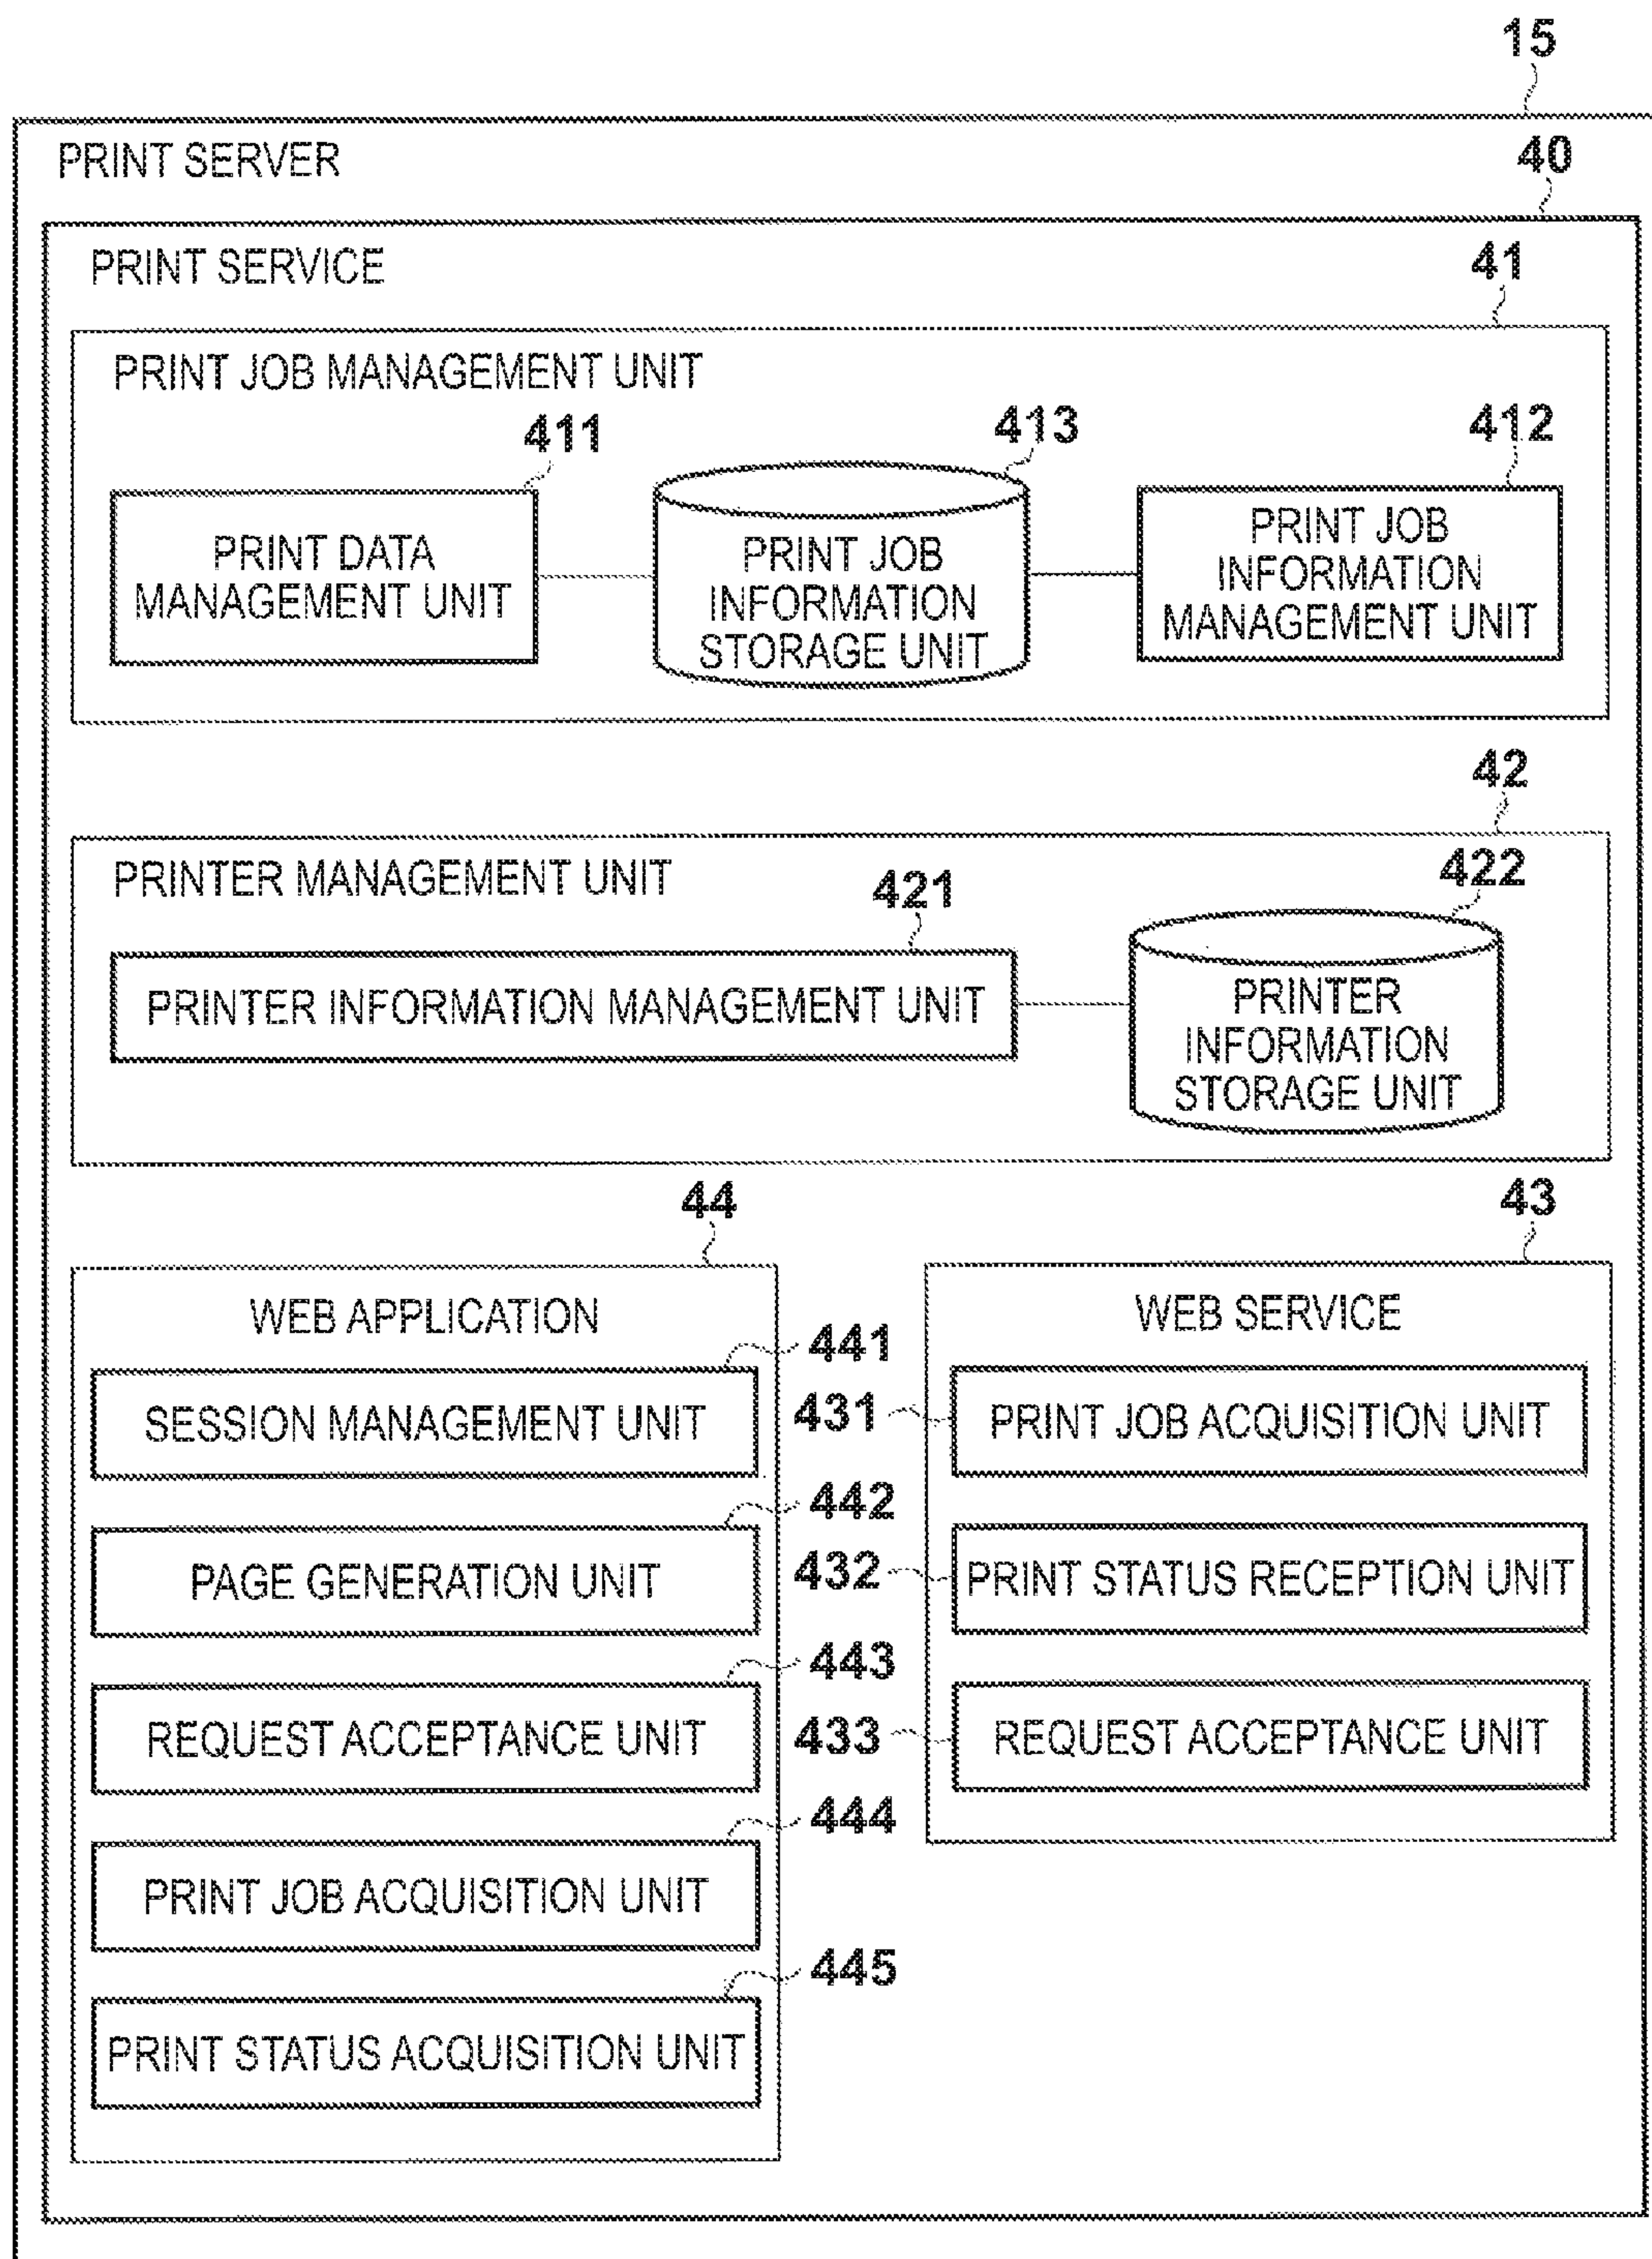 15
PRINT SERVER
40
PRINT SERVICE
41
PRINT JOB MANAGEMENT UNIT
411
413
412
PRINT DATA
MANAGEMENT UNIT
PRINT JOB
INFORMATION
STORAGE UNIT
PRINT JOB
INFORMATION
MANAGEMENT UNIT
42
PRINTER MANAGEMENT UNIT
421
422
PRINTER INFORMATION MANAGEMENT UNIT
PRINTER
INFORMATION
STORAGE UNIT
44
WEB APPLICATION
441
SESSION MANAGEMENT UNIT
442
PAGE GENERATION UNIT
443
REQUEST ACCEPTANCE UNIT
444
PRINT JOB ACQUISITION UNIT
445
PRINT STATUS ACQUISITION UNIT
43
WEB SERVICE
431
PRINT JOB ACQUISITION UNIT
432
PRINT STATUS RECEPTION UNIT
433
REQUEST ACCEPTANCE UNIT